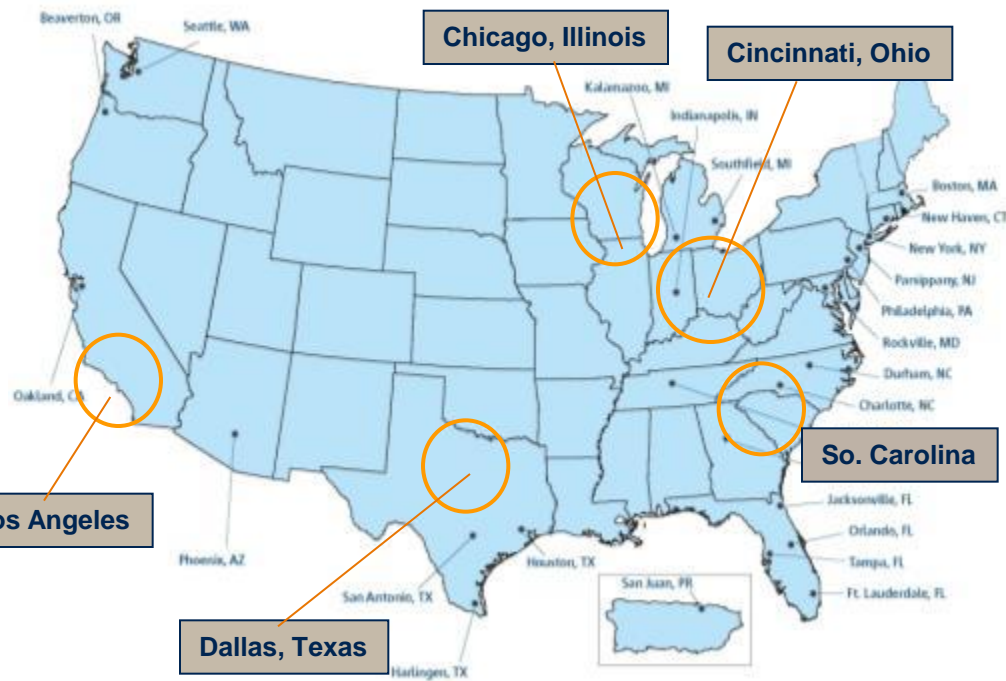 Beaverton, OR
Seattle, WA
Chicago, Illinois
Cincinnati, Ohio
Kalamazoo, MI
Indianapolis, IN
Southfield, MI
Boston, MA
New Haven, CT
New York, NY
Parsippany, NJ
Philadelphia, PA
Rockville, MD
Durham, NC
Charlotte, NC
Oakland, CA
So. Carolina
os Angeles
Jacksonville, FL
Orlando, FL
Tampa, FL
Ft. Lauderdale, FL
Phoenix, AZ
Houston, TX
San Antonio, TX
San Juan, PR
Dallas, Texas
Harlingen, TX